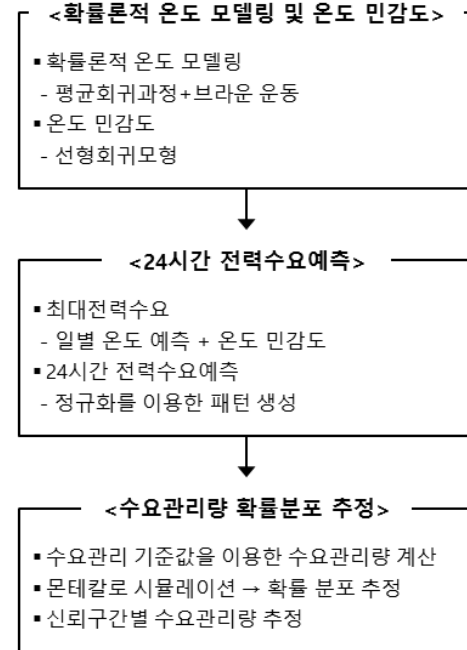 <확률론적 온도 모델링 및 온도 민감도>
▪확률론적 온도 모델링
- 평균회귀과정+브라운 운동
▪온도 민감도
- 선형회귀모형
<24시간 전력수요예측>
▪최대전력수요
- 일별 온도 예측 + 온도 민감도
▪24시간 전력수요예측
- 정규화를 이용한 패턴 생성
<수요관리량 확률분포 추정>
▪수요관리 기준값을 이용한 수요관리량 계산
▪몬테칼로 시뮬레이션 → 확률 분포 추정
▪신뢰구간별 수요관리량 추정